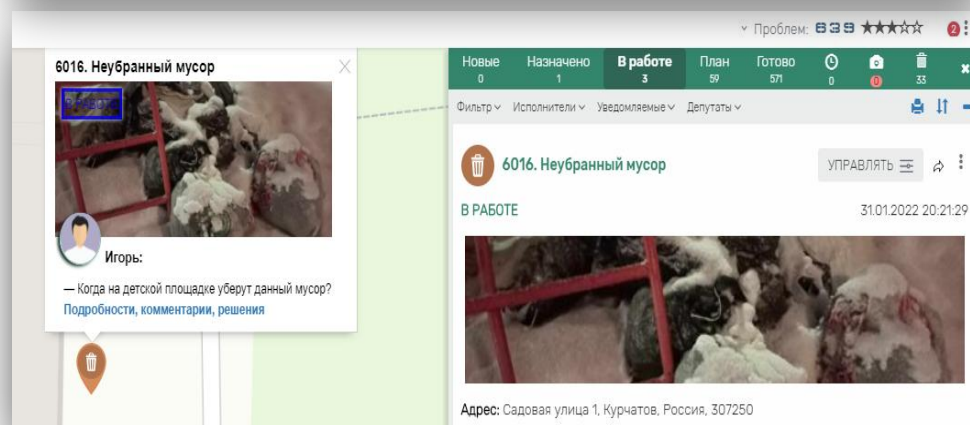 Проблем: 639 ★★★☆☆ 2
6016. Неубранный мусор
В РАБОТЕ
Игорь:
— Когда на детской площадке уберут данный мусор?
Подробности, комментарии, решения
Новые Назначено В работе План Готово
0 1 3 59 571 0 0 33
Фильтр Исполнители Уведомляемые Депутаты
6016. Неубранный мусор УПРАВЛЯТЬ
В РАБОТЕ 31.01.2022 20:21:29
Адрес: Садовая улица 1, Курчатов, Россия, 307250